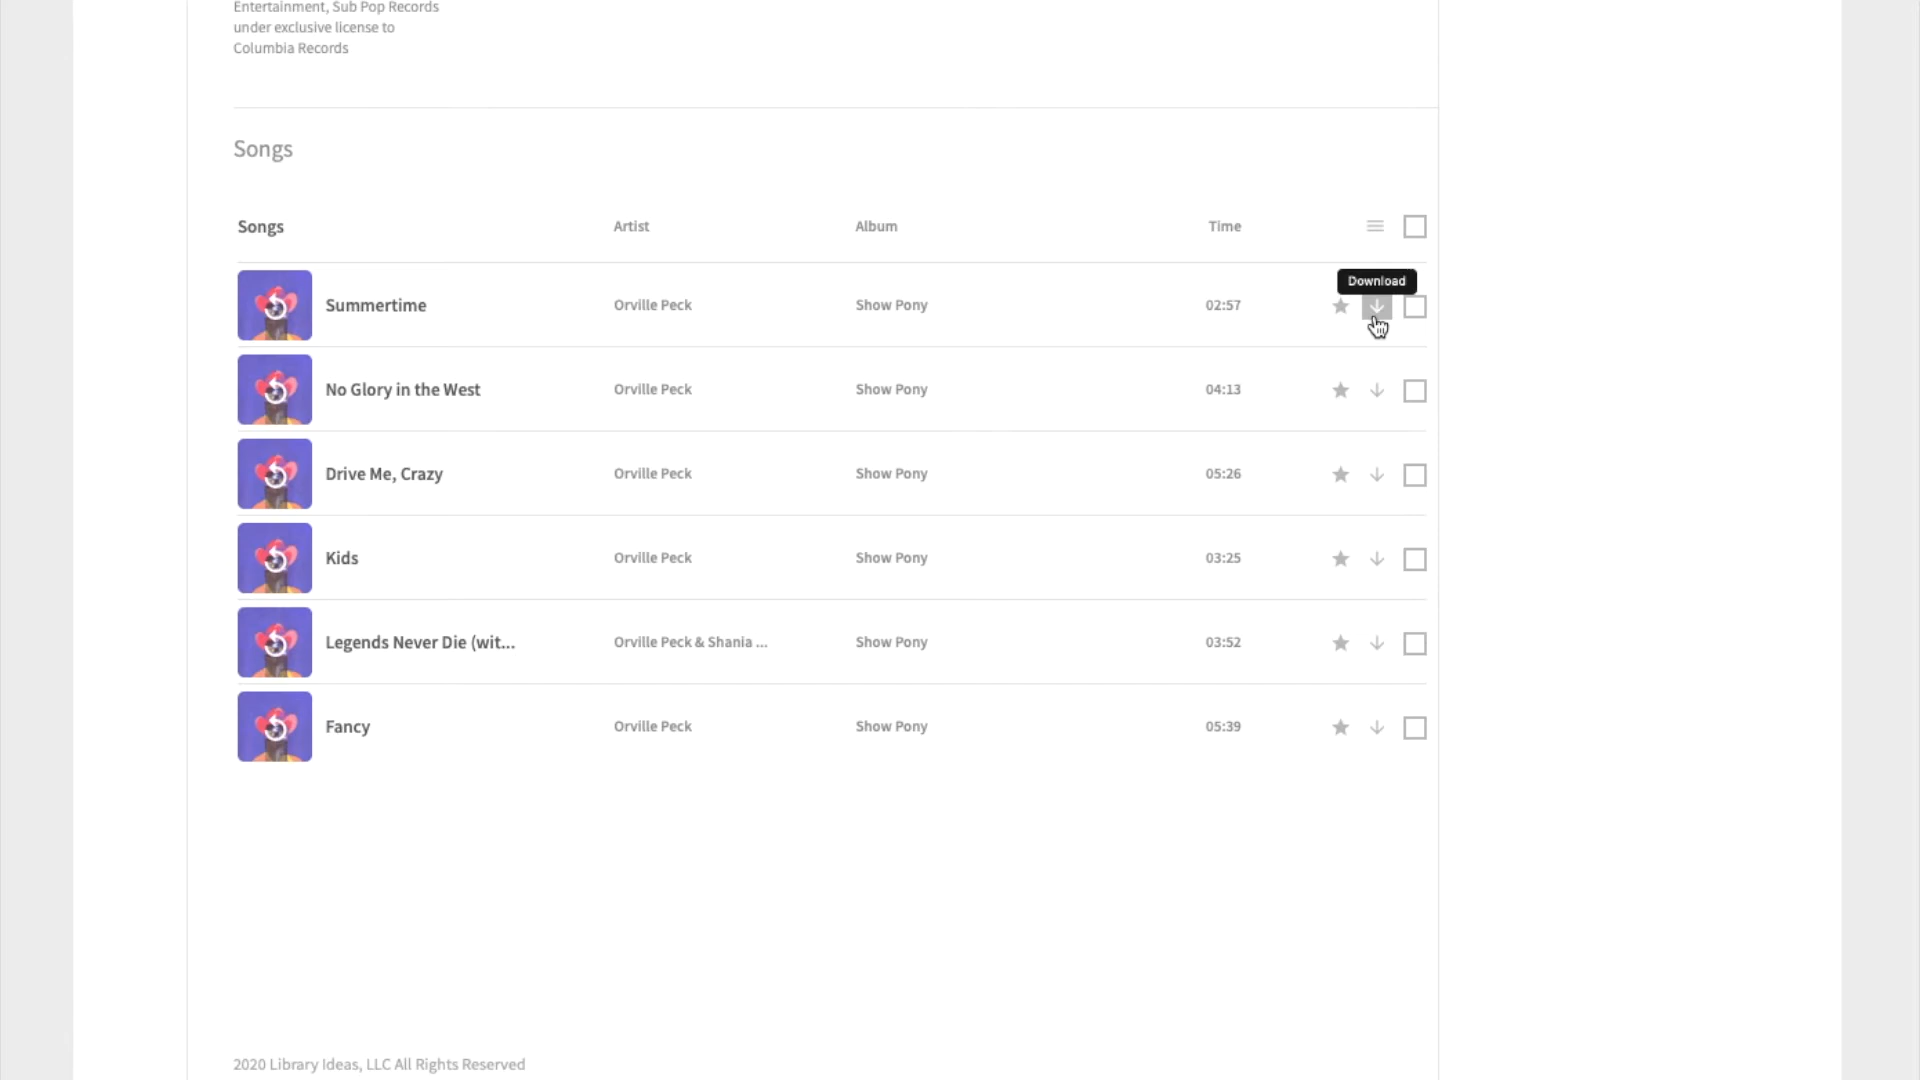 Entertainment, Sub Pop Records
under exclusive license to
Columbia Records
Songs
Songs Artist Album Time
Download
Summertime Orville Peck Show Pony 02:57
No Glory in the West Orville Peck Show Pony 04:13
Drive Me, Crazy Orville Peck Show Pony 05:26
Kids Orville Peck Show Pony 03:25
Legends Never Die (wit... Orville Peck & Shania ... Show Pony 03:52
Fancy Orville Peck Show Pony 05:39
2020 Library Ideas, LLC All Rights Reserved